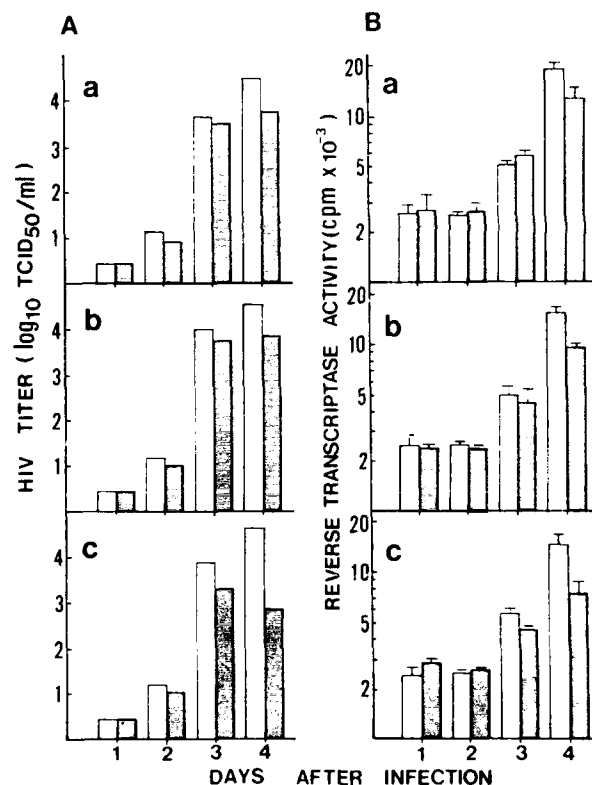 A
B
a
4
3
2
1
b
4
3
2
1
c
4
3
2
1
HIV TITER (log10 TCID50/ml)
1 2 3 4
a
20
10
5
2
b
20
10
5
2
c
20
10
5
2
REVERSE TRANSCRIPTASE ACTIVITY (cpm x 10-3)
1 2 3 4
DAYS AFTER INFECTION